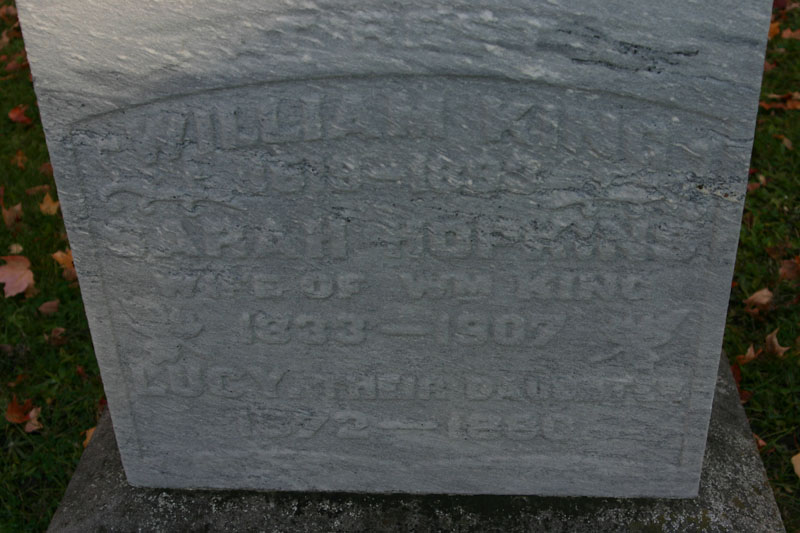 WILLIAM KING
SARAH HOPKINS
WIFE OF WM KING
1833–1907
LUCY, THEIR DAUGHTER